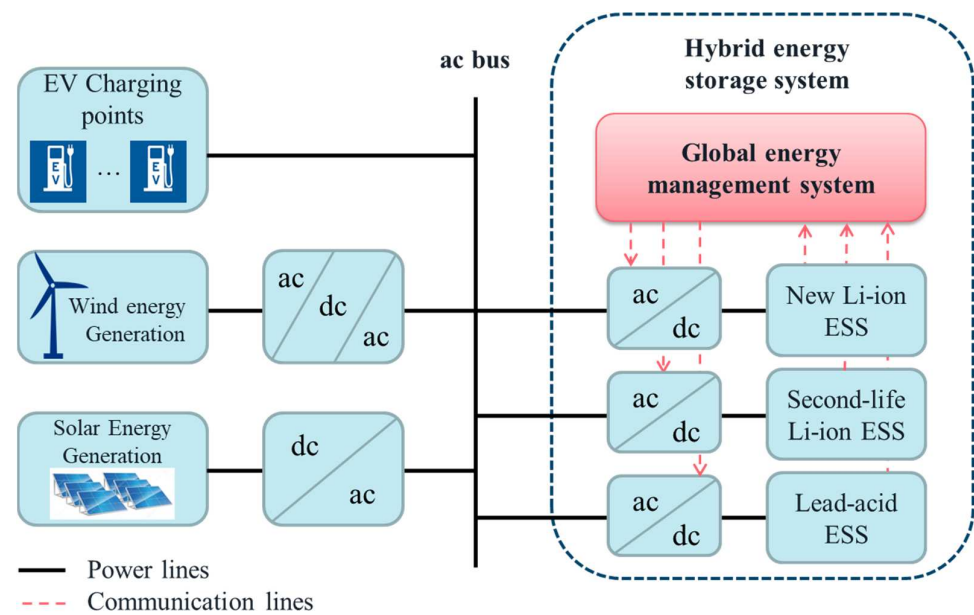 ac bus
Hybrid energy
storage system
EV Charging
points
EV
...
EV
Global energy
management system
Wind energy
Generation
ac
dc
ac
ac
dc
New Li-ion
ESS
Solar Energy
Generation
dc
ac
ac
dc
Second-life
Li-ion ESS
ac
dc
Lead-acid
ESS
Power lines
Communication lines